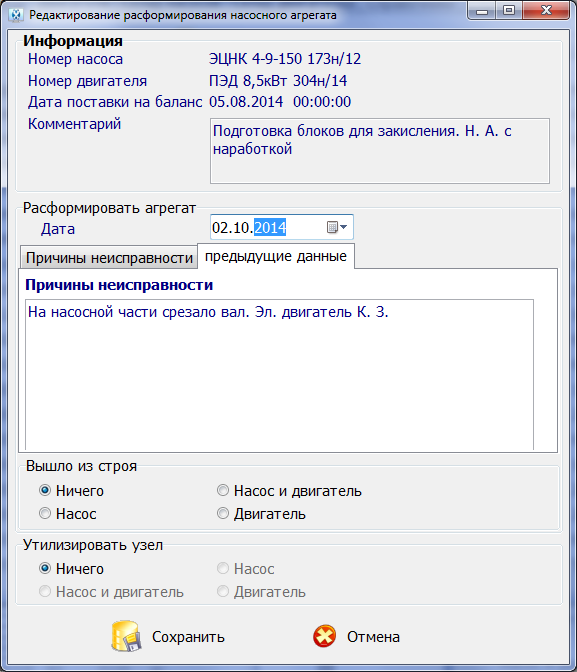 Редактирование расформирования насосного агрегата
Информация
Номер насоса ЭЦНК 4-9-150 173н/12
Номер двигателя ПЭД 8,5кВт 304н/14
Дата поставки на баланс 05.08.2014 00:00:00
Комментарий
Подготовка блоков для закисления. Н. А. с
наработкой
Расформировать агрегат
Дата 02.10.2014
Причины неисправности предыдущие данные
Причины неисправности
На насосной части срезало вал. Эл. двигатель К. З.
Вышло из строя
Ничего Насос и двигатель
Насос Двигатель
Утилизировать узел
Ничего Насос
Насос и двигатель Двигатель
Сохранить Отмена